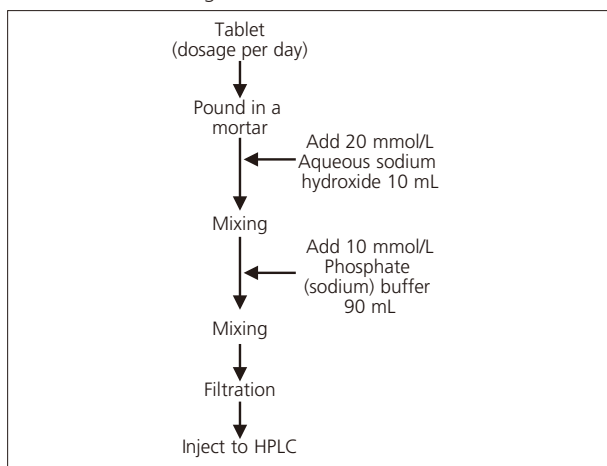 Tablet
(dosage per day)
Pound in a
mortar
Add 20 mmol/L
Aqueous sodium
hydroxide 10 mL
Mixing
Add 10 mmol/L
Phosphate
(sodium) buffer
90 mL
Mixing
Filtration
Inject to HPLC